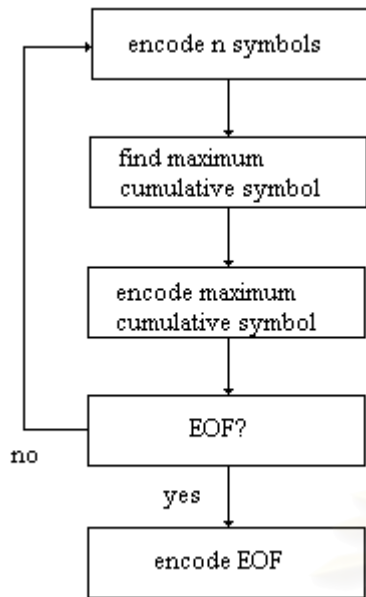 encode n symbols
find maximum
cumulative symbol
encode maximum
cumulative symbol
EOF?
no
yes
encode EOF